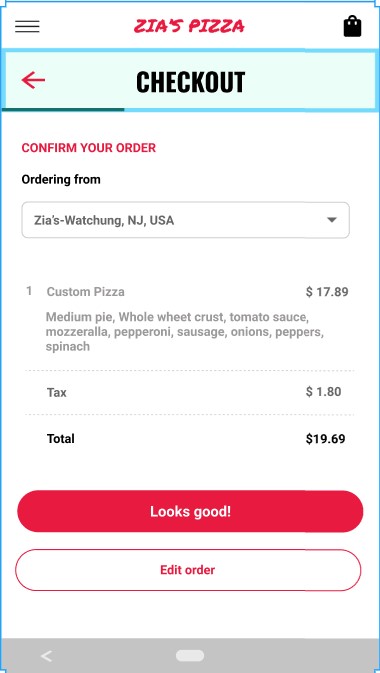 ZIA'S PIZZA
CHECKOUT
CONFIRM YOUR ORDER
Ordering from
Zia's-Watchung, NJ, USA
1 Custom Pizza $ 17.89
Medium pie, Whole wheet crust, tomato sauce,
mozzeralla, pepperoni, sausage, onions, peppers,
spinach
Tax $ 1.80
Total $19.69
Looks good!
Edit order